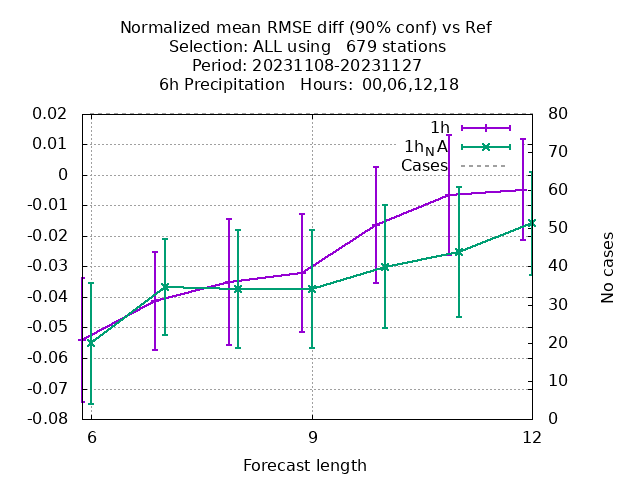 Normalized mean RMSE diff (90% conf) vs Ref
Selection: ALL using   679 stations
Period: 20231108-20231127
6h Precipitation   Hours:  00,06,12,18
0.02
0.01
0
-0.01
-0.02
-0.03
-0.04
-0.05
-0.06
-0.07
-0.08
1h
1h_N A
Cases
80
70
60
50
40
30
20
10
0
No cases
6
9
12
Forecast length